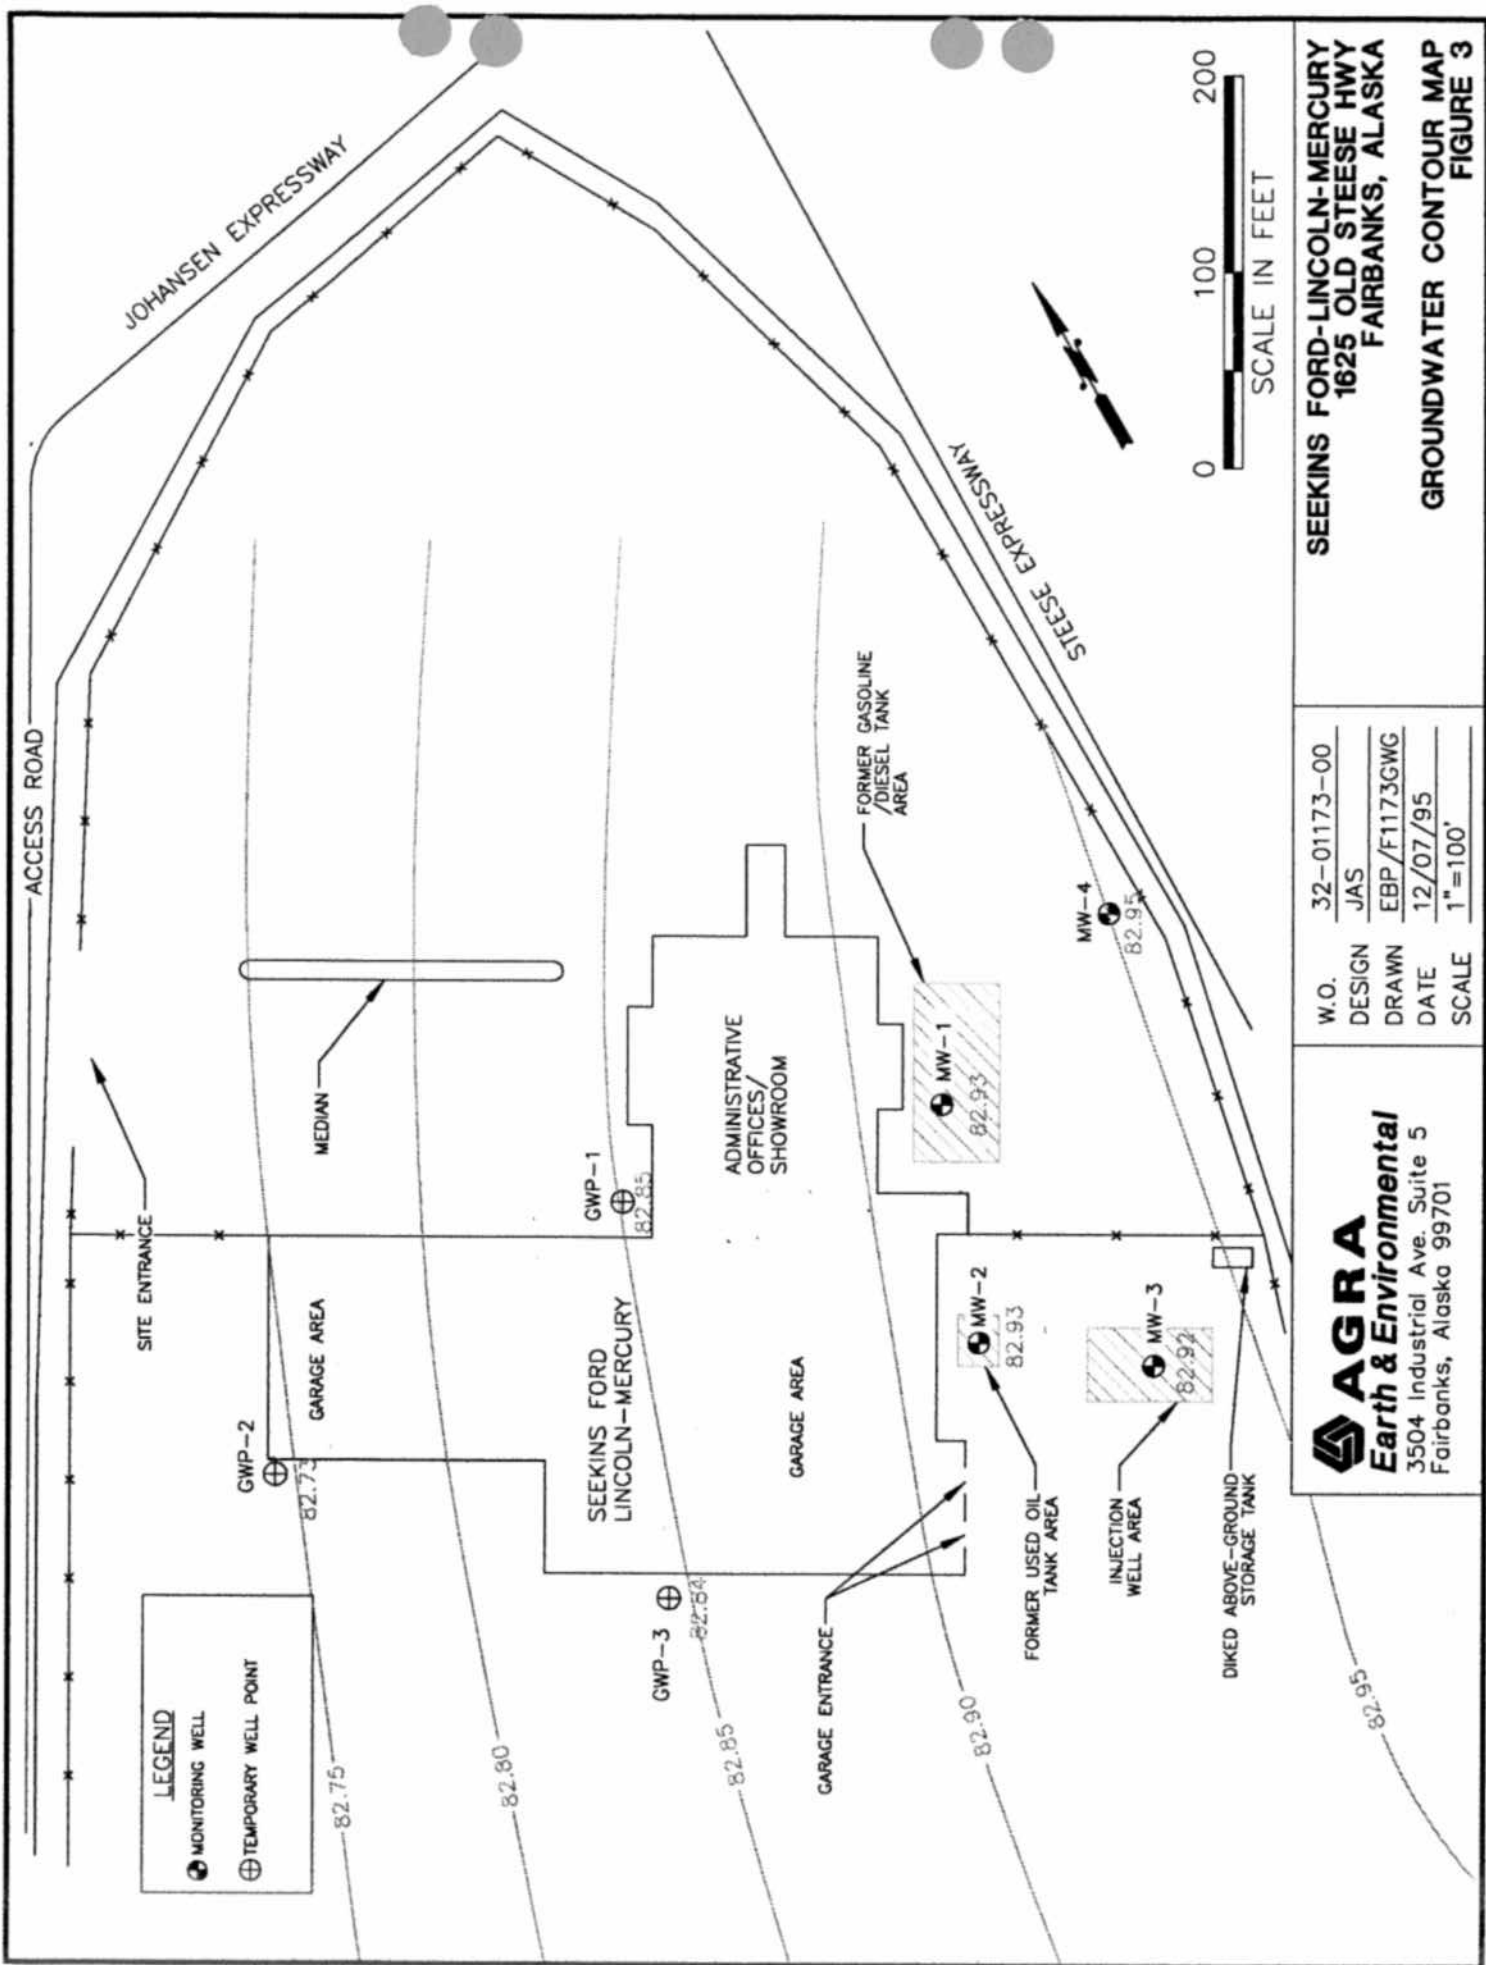 ACCESS ROAD
JOHANSEN EXPRESSWAY
SITE ENTRANCE
MEDIAN
LEGEND
MONITORING WELL
TEMPORARY WELL POINT
GWP-2
82.73
GARAGE AREA
GWP-1
82.85
SEEKINS FORD
LINCOLN-MERCURY
GARAGE AREA
GWP-3
82.84
ADMINISTRATIVE
OFFICES/
SHOWROOM
FORMER GASOLINE
/DIESEL TANK
AREA
STEESE EXPRESSWAY
MW-4
82.95
MW-1
82.93
MW-2
82.93
MW-3
82.92
GARAGE ENTRANCE
FORMER USED OIL
TANK AREA
INJECTION
WELL AREA
DIKED ABOVE-GROUND
STORAGE TANK
82.75
82.80
82.85
82.90
82.95
0 100 200
SCALE IN FEET
AGRA
Earth & Environmental
3504 Industrial Ave. Suite 5
Fairbanks, Alaska 99701
W.O. 32-01173-00
DESIGN JAS
DRAWN EBP/F1173GWG
DATE 12/07/95
SCALE 1"=100'
SEEKINS FORD-LINCOLN-MERCURY
1625 OLD STEESE HWY
FAIRBANKS, ALASKA
GROUNDWATER CONTOUR MAP
FIGURE 3